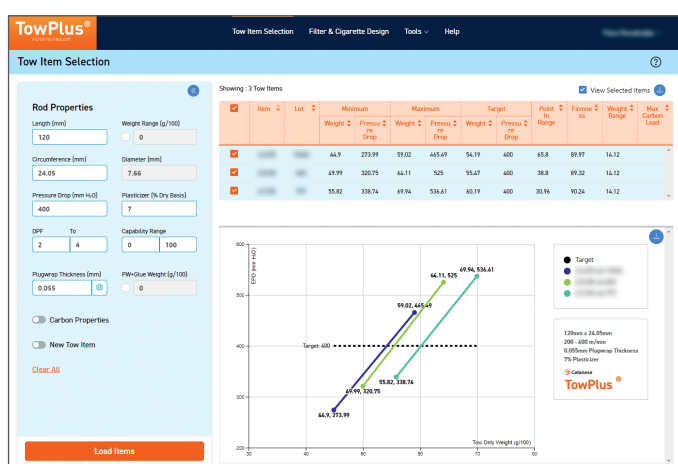 TowPlus®
FILTER TECHNOLOGY
Tow Item Selection Filter & Cigarette Design Tools Help
Tow Item Selection
Rod Properties
Length (mm) Weight Range (g/100)
120 0
Circumference (mm) Diameter (mm)
24.05 7.66
Pressure Drop (mm H₂O) Plasticizer (% Dry Basis)
400 7
DPF To Capability Range
2 4 0 100
Plugwrap Thickness (mm) PW+Glue Weight (g/100)
0.055 0
Carbon Properties
New Tow Item
Clear All
Load Items
Showing : 3 Tow Items
View Selected Items
Item Lot Minimum Maximum Target Point In Range Firmness Weight Range Max Carbon Load
Weight Pressure Drop Weight Pressure Drop Weight Pressure Drop
44.9 273.99 59.02 465.49 54.19 400 65.8 89.97 14.12
49.99 320.75 64.11 525 55.47 400 38.8 89.32 14.12
55.82 338.74 69.94 536.61 60.19 400 30.96 90.24 14.12
EPD (mm H₂O)
600
500
400
300
200
30 40 50 60 70 80
Tow Only Weight (g/100)
Target: 400
69.94, 536.61
64.11, 525
59.02, 465.49
55.82, 338.74
49.99, 320.75
44.9, 273.99
Target
120mm x 24.05mm
200 - 600 m/min
0.055mm Plugwrap Thickness
7% Plasticizer
Celanese
TowPlus®